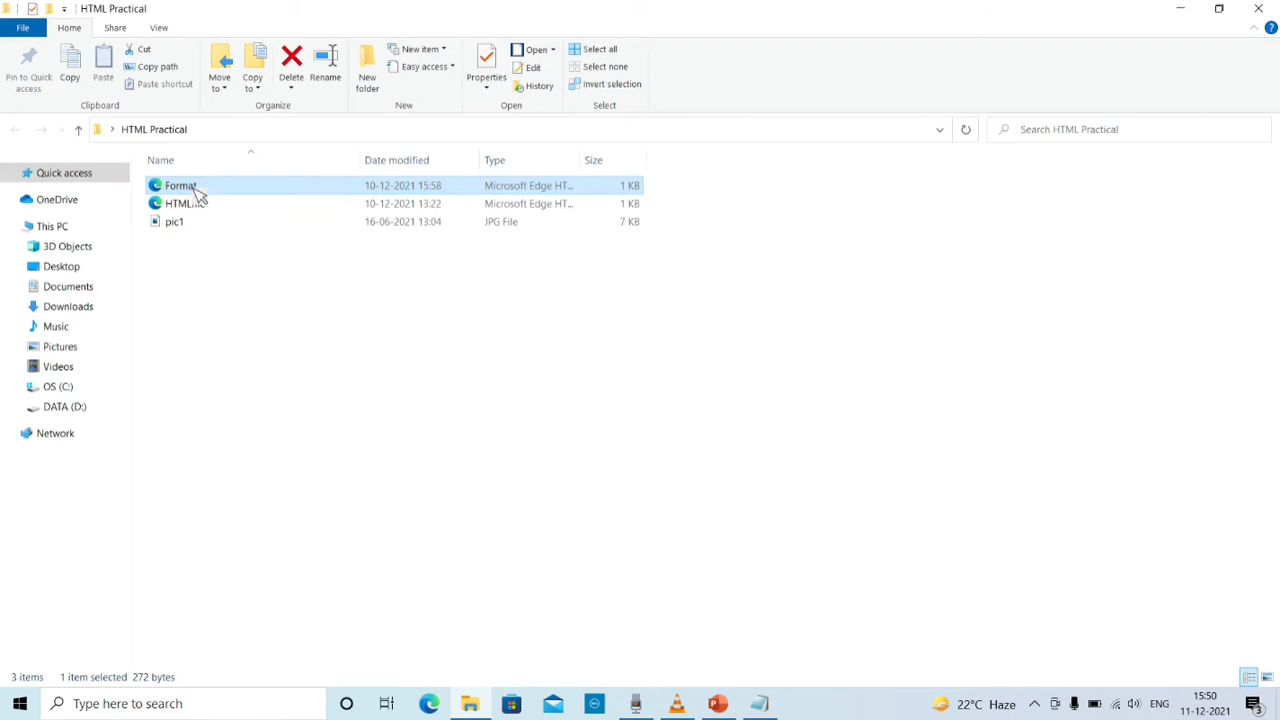 HTML Practical
File Home Share View
Pin to Quick access
Copy
Paste
Cut
Copy path
Paste shortcut
Clipboard
Move to
Copy to
Delete
Rename
Organize
New folder
New item
Easy access
New
Properties
Open
Edit
History
Open
Select all
Select none
Invert selection
Select
HTML Practical
Search HTML Practical
Name Date modified Type Size
Format 10-12-2021 15:58 Microsoft Edge HT... 1 KB
10-12-2021 13:22 Microsoft Edge HT... 1 KB
pic1 16-06-2021 13:04 JPG File 7 KB
Quick access
OneDrive
This PC
3D Objects
Desktop
Documents
Downloads
Music
Pictures
Videos
OS (C:)
DATA (D:)
Network
3 items 1 item selected 272 bytes
Type here to search
22°C Haze
ENG
15:50
11-12-2021
3